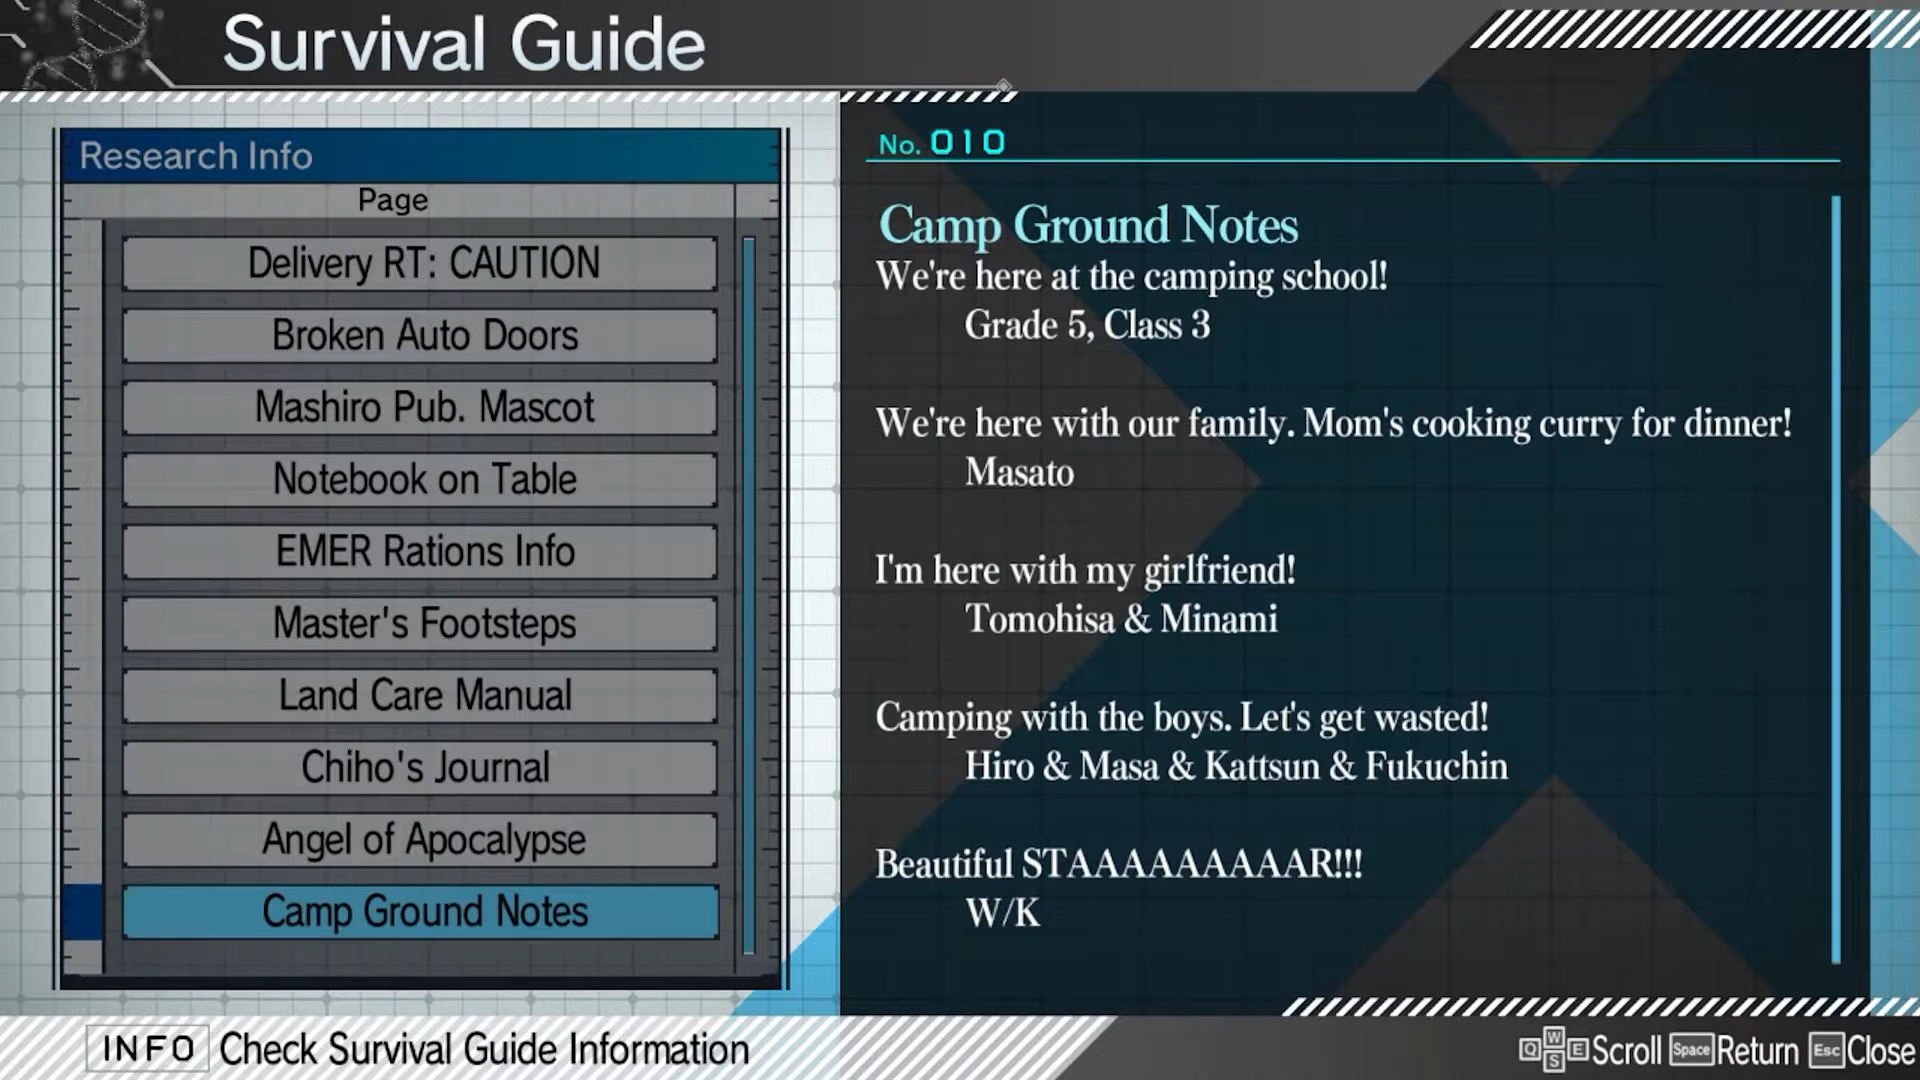 Survival Guide
Research Info
Page
Delivery RT: CAUTION
Broken Auto Doors
Mashiro Pub. Mascot
Notebook on Table
EMER Rations Info
Master's Footsteps
Land Care Manual
Chiho's Journal
Angel of Apocalypse
Camp Ground Notes
No. 010
Camp Ground Notes
We're here at the camping school!
Grade 5, Class 3
We're here with our family. Mom's cooking curry for dinner!
Masato
I'm here with my girlfriend!
Tomohisa & Minami
Camping with the boys. Let's get wasted!
Hiro & Masa & Kattsun & Fukuchin
Beautiful STAAAAAAAAAR!!!
W/K
INFO Check Survival Guide Information
Q W S E Scroll Space Return Esc Close